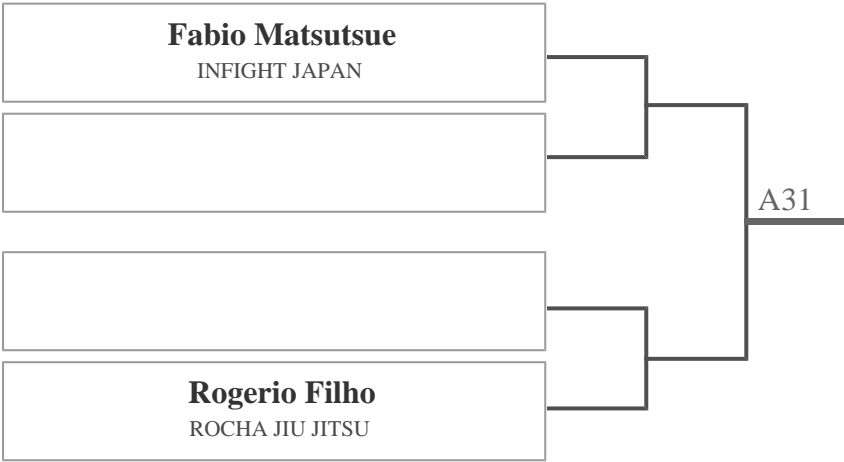 Fabio Matsutsue
INFIGHT JAPAN
A31
Rogerio Filho
ROCHA JIU JITSU